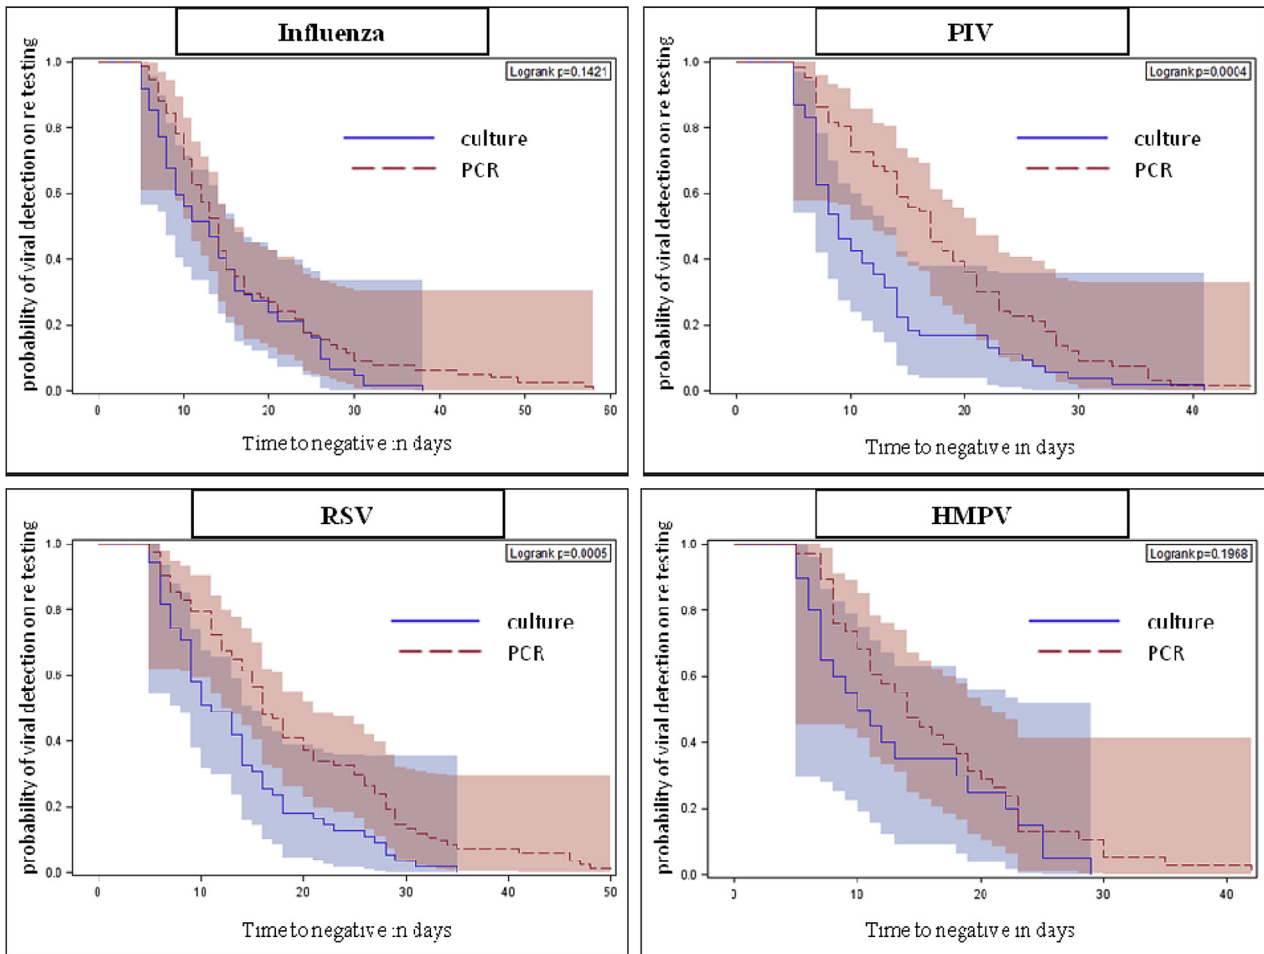 Influenza
probability of viral detection on re testing
1.0
0.8
0.6
0.4
0.2
0.0
Logrank p=0.1421
culture
PCR
0 10 20 30 40 50 60
Time to negative in days
PIV
probability of viral detection on re testing
1.0
0.8
0.6
0.4
0.2
0.0
Logrank p=0.0004
culture
PCR
0 10 20 30 40
Time to negative in days
RSV
probability of viral detection on re testing
1.0
0.8
0.6
0.4
0.2
0.0
Logrank p=0.0005
culture
PCR
0 10 20 30 40 50
Time to negative in days
HMPV
probability of viral detection on re testing
1.0
0.8
0.6
0.4
0.2
0.0
Logrank p=0.1968
culture
PCR
0 10 20 30 40
Time to negative in days